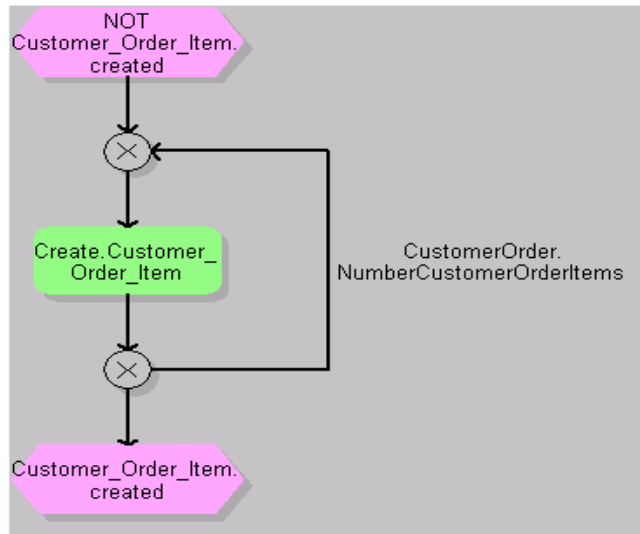 NOT
Customer_Order_Item.
created
Create.Customer_
Order_Item
CustomerOrder.
NumberCustomerOrderItems
Customer_Order_Item.
created